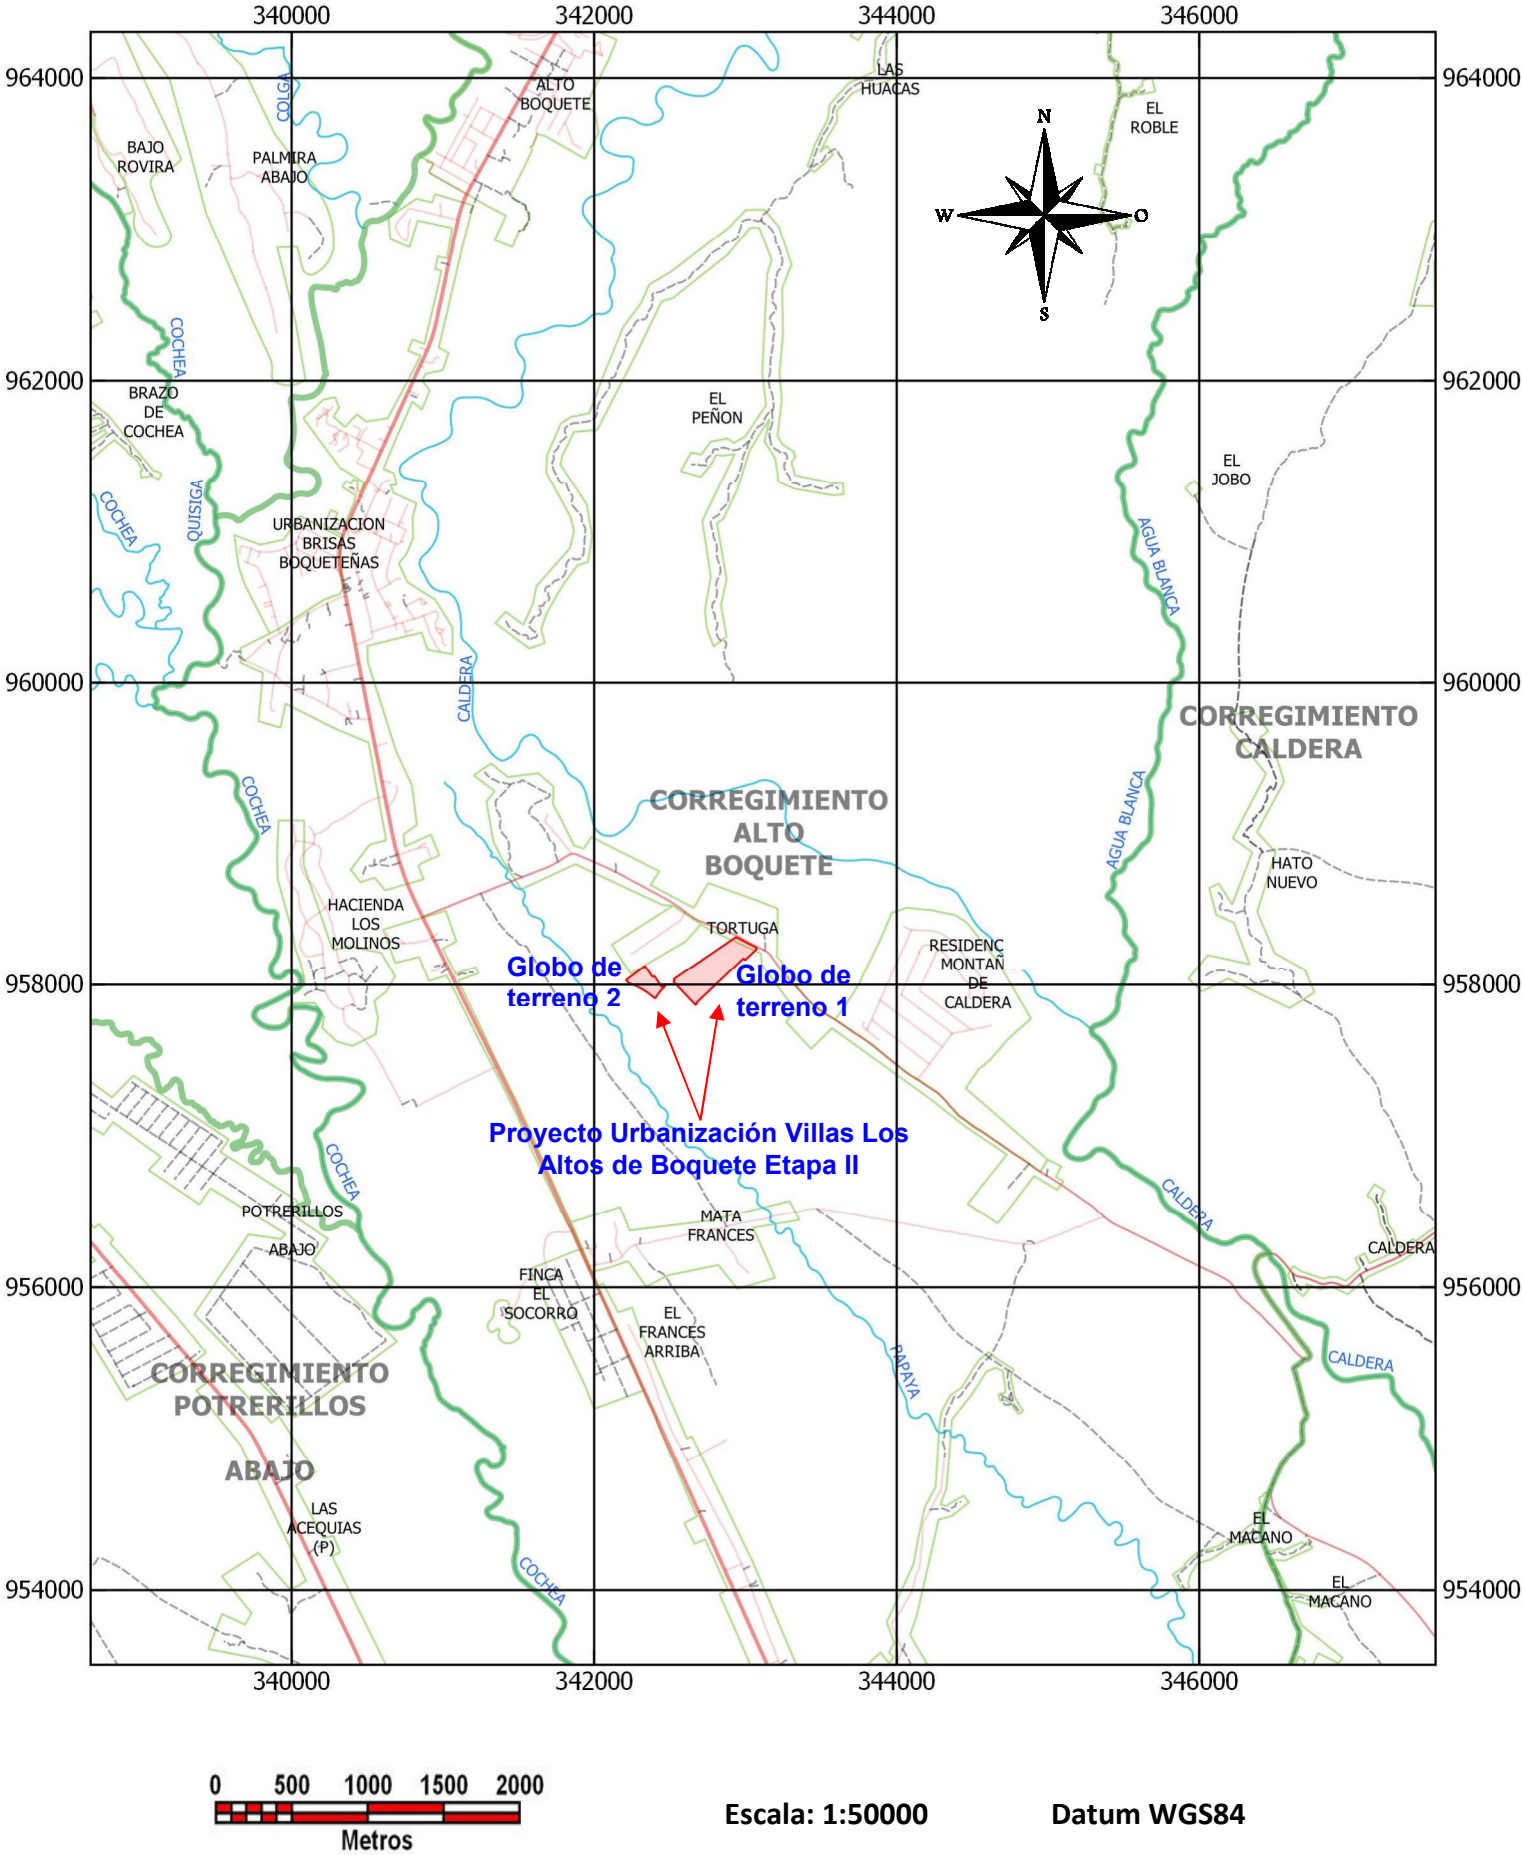 340000 342000 344000 346000
964000 964000
COLGA
ALTO
BOQUETE
LAS
HUACAS
EL
ROBLE
N
W O
S
BAJO
ROVIRA
PALMIRA
ABAJO
COCHEA
962000 962000
BRAZO
DE
COCHEA
EL
PEÑON
EL
JOBO
COCHEA
QUISIGA
URBANIZACION
BRISAS
BOQUETEÑAS
AGUA BLANCA
CALDERA
960000 960000
CORREGIMIENTO
CALDERA
COCHEA
CORREGIMIENTO
ALTO
BOQUETE
AGUA BLANCA
HATO
NUEVO
HACIENDA
LOS
MOLINOS
TORTUGA
RESIDENC
MONTAÑ
DE
CALDERA
Globo de
terreno 2
Globo de
terreno 1
958000 958000
Proyecto Urbanización Villas Los
Altos de Boquete Etapa II
COCHEA
POTRERILLOS
ABAJO
MATA
FRANCES
CALDERA
CALDERA
956000 956000
FINCA
EL
SOCORRO
EL
FRANCES
ARRIBA
PAPAYA
CALDERA
CORREGIMIENTO
POTRERILLOS
ABAJO
LAS
ACEQUIAS
(P)
COCHEA
EL
MACANO
EL
MACANO
954000 954000
340000 342000 344000 346000
0 500 1000 1500 2000
Metros
Escala: 1:50000 Datum WGS84